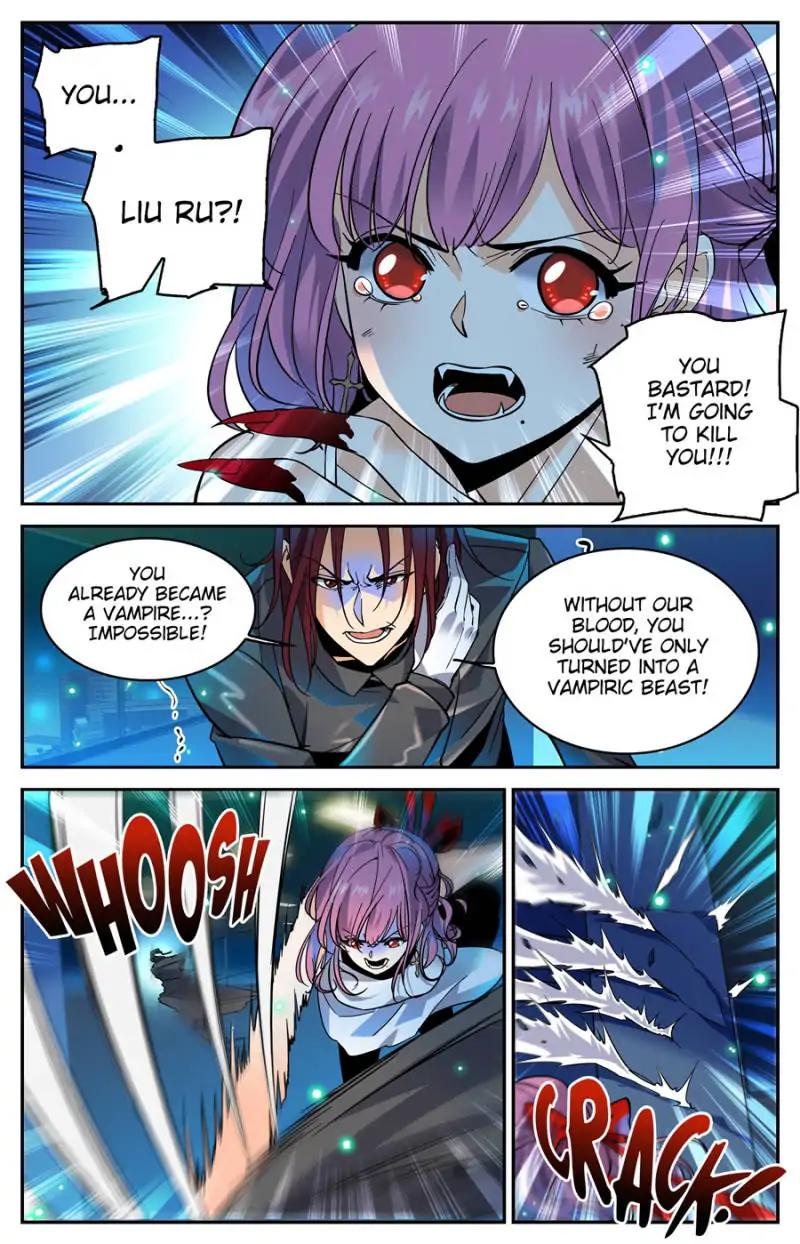 YOU...
LIU RU?!
YOU
BASTARD!
I'M GOING
TO KILL
YOU!!!
YOU
ALREADY BECAME
A VAMPIRE...?
IMPOSSIBLE!
WITHOUT OUR
BLOOD, YOU
SHOULD'VE ONLY
TURNED INTO A
VAMPIRIC BEAST!
WHOOSH
CRACK!